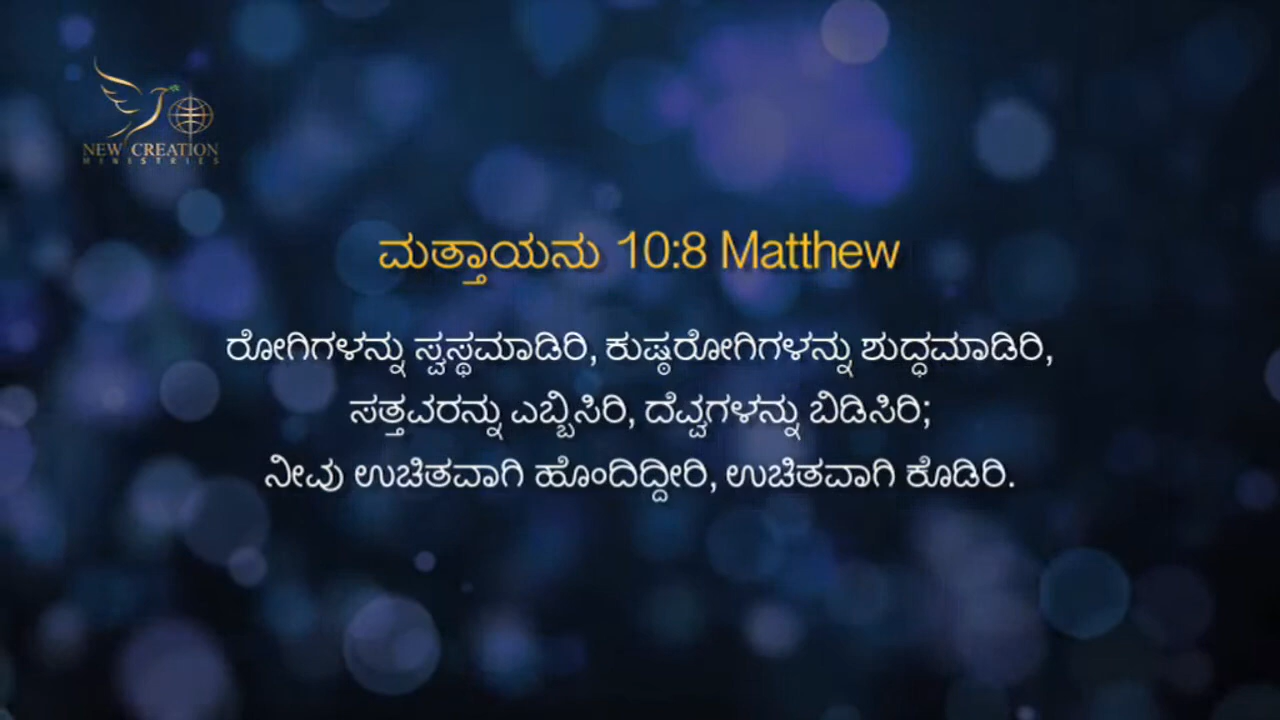 NEW CREATION
MINISTRIES
ಮತ್ತಾಯನು 10:8 Matthew
ರೋಗಿಗಳನ್ನು ಸ್ವಸ್ಥಮಾಡಿರಿ, ಕುಷ್ಠರೋಗಿಗಳನ್ನು ಶುದ್ಧಮಾಡಿರಿ,
ಸತ್ತವರನ್ನು ಎಬ್ಬಿಸಿರಿ, ದೆವ್ವಗಳನ್ನು ಬಿಡಿಸಿರಿ;
ನೀವು ಉಚಿತವಾಗಿ ಹೊಂದಿದ್ದೀರಿ, ಉಚಿತವಾಗಿ ಕೊಡಿರಿ.